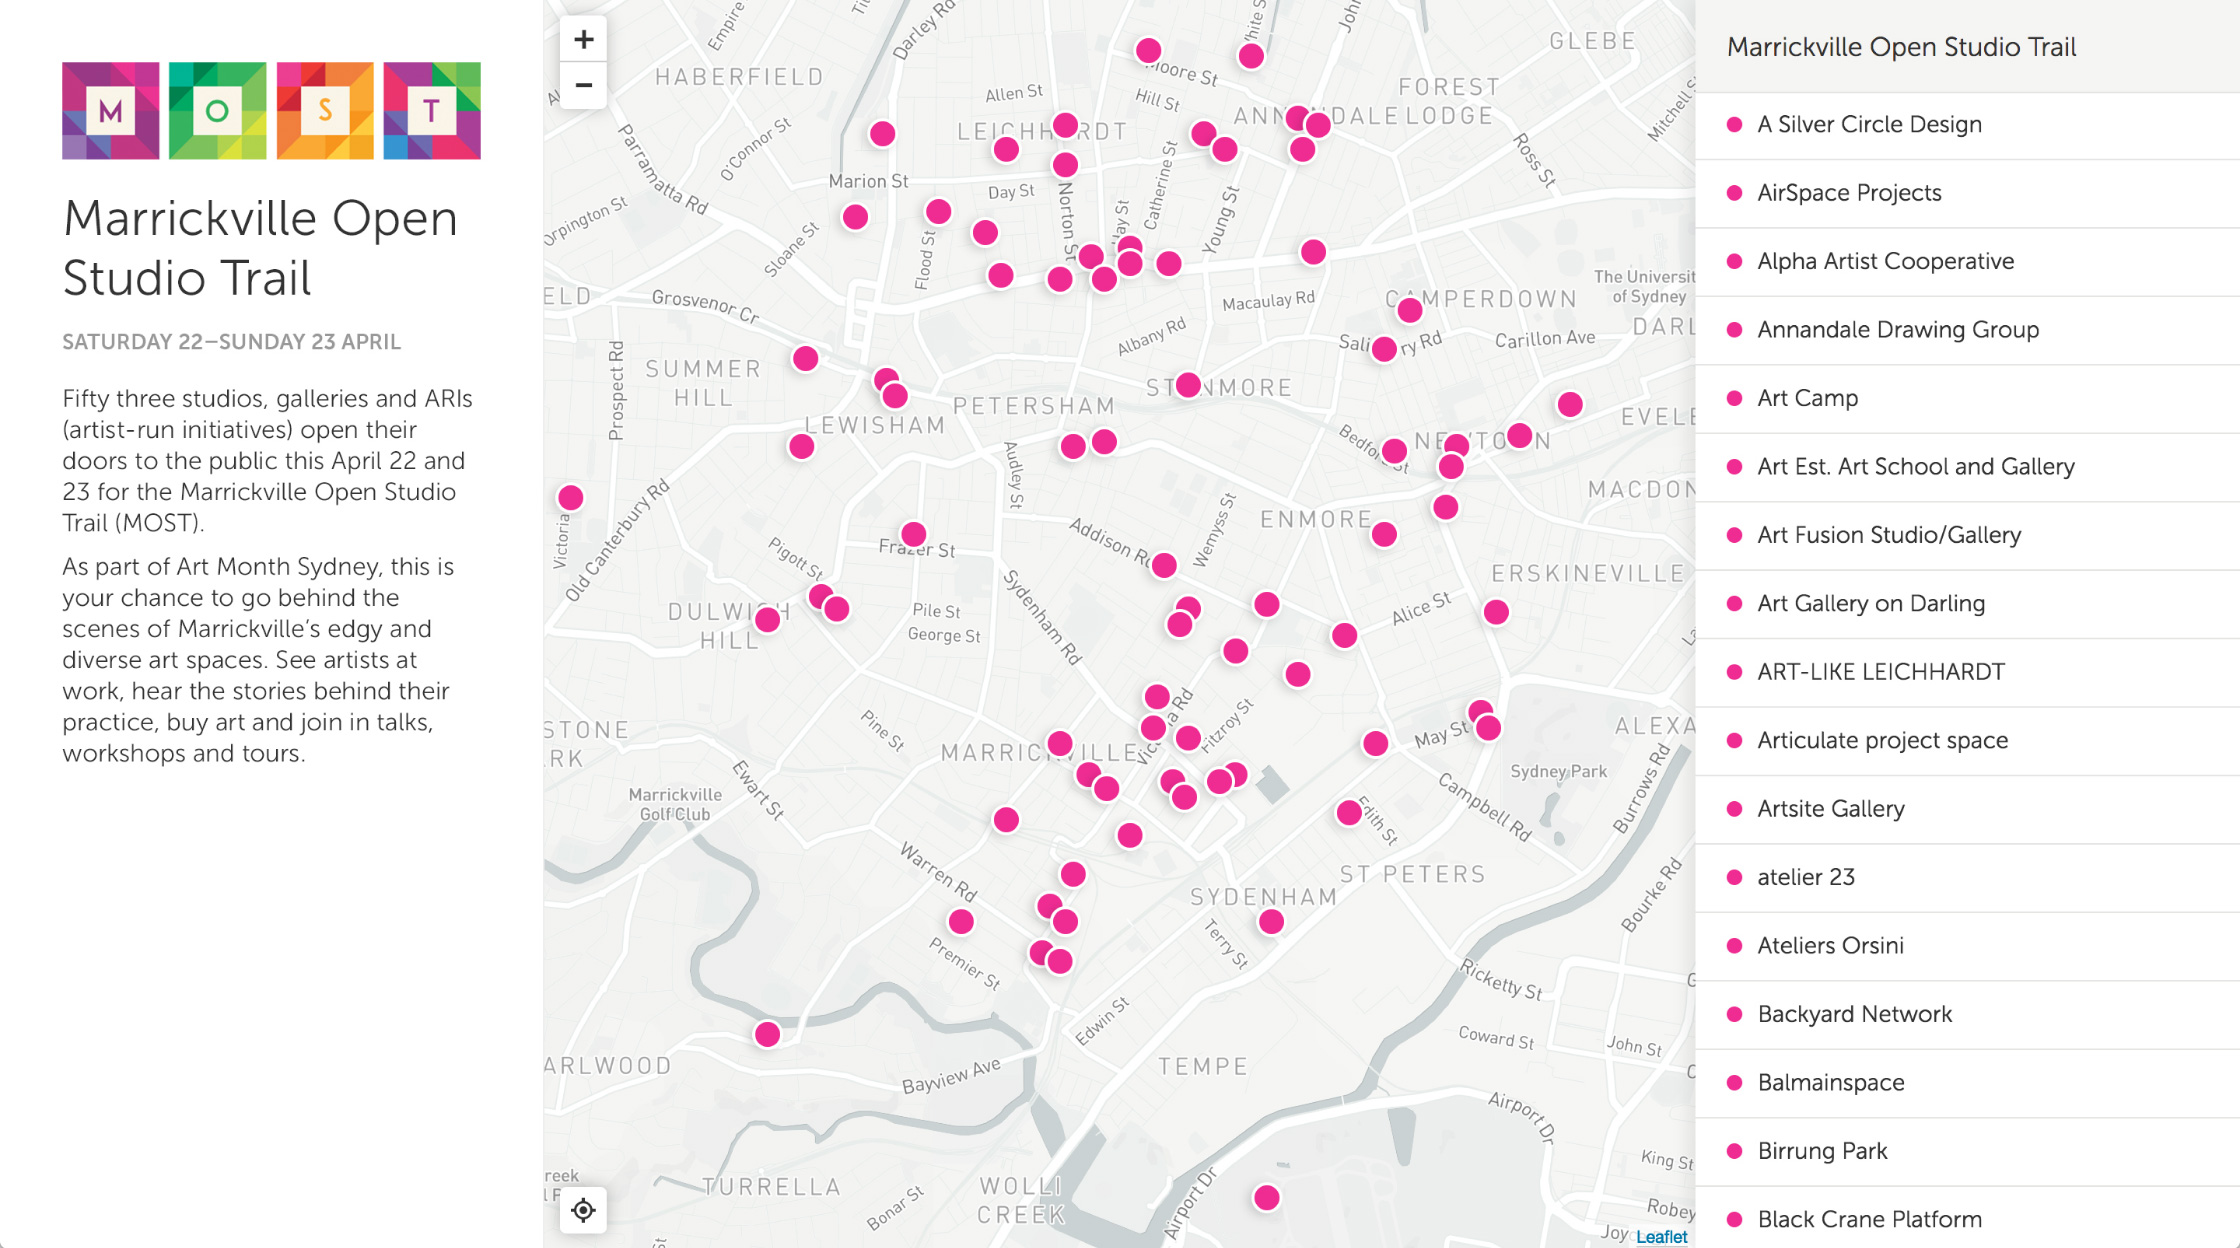 M O S T
Marrickville Open
Studio Trail
SATURDAY 22–SUNDAY 23 APRIL
Fifty three studios, galleries and ARIs
(artist-run initiatives) open their
doors to the public this April 22 and
23 for the Marrickville Open Studio
Trail (MOST).
As part of Art Month Sydney, this is
your chance to go behind the
scenes of Marrickville's edgy and
diverse art spaces. See artists at
work, hear the stories behind their
practice, buy art and join in talks,
workshops and tours.
+
−
Empire
Darley Rd
John
GLEBE
HABERFIELD
Moore St
FOREST
LODGE
Allen St
Hill St
ANNANDALE
Mitchell S
Parramatta Rd
O'Connor St
LEICHHARDT
Ross St
Marion St
Day St
Norton St
Catherine St
Young St
Orpington St
Sloane St
Flood St
The Universit
of Sydney
ELD
Grosvenor Cr
Macaulay Rd
CAMPERDOWN
DARL
Albany Rd
Carillon Ave
Prospect Rd
SUMMER
HILL
STANMORE
PETERSHAM
LEWISHAM
EVELE
Bedford St
NEWTOWN
Audley St
MACDON
Old Canterbury Rd
Victoria
Wemyss St
ENMORE
Addison Rd
Frazer St
Pigott St
ERSKINEVILLE
Sydenham Rd
DULWICH
HILL
Pile St
George St
Alice St
Victoria Rd
Fitzroy St
STONE
RK
Pine St
MARRICKVILLE
May St
ALEXA
Sydney Park
Burrows Rd
Ewart St
Marrickville
Golf Club
Campbell Rd
Edith St
Warren Rd
ST PETERS
SYDENHAM
Bourke Rd
Terry St
Premier St
Ricketty St
Edwin St
Coward St
John St
ARLWOOD
TEMPE
Bayview Ave
Airport Dr
King St
reek
TURRELLA
WOLLI
CREEK
Bonar St
Airport Dr
Robey
Joy
Leaflet
Marrickville Open Studio Trail
A Silver Circle Design
AirSpace Projects
Alpha Artist Cooperative
Annandale Drawing Group
Art Camp
Art Est. Art School and Gallery
Art Fusion Studio/Gallery
Art Gallery on Darling
ART-LIKE LEICHHARDT
Articulate project space
Artsite Gallery
atelier 23
Ateliers Orsini
Backyard Network
Balmainspace
Birrung Park
Black Crane Platform